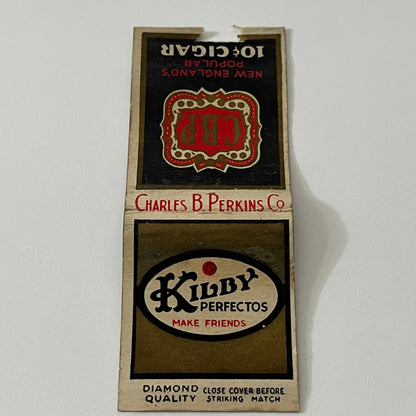 10¢ CIGAR
POPULAR
NEW ENGLAND'S
CBP
CHARLES B. PERKINS CO.
KILBY
PERFECTOS
MAKE FRIENDS
DIAMOND QUALITY
CLOSE COVER BEFORE STRIKING MATCH